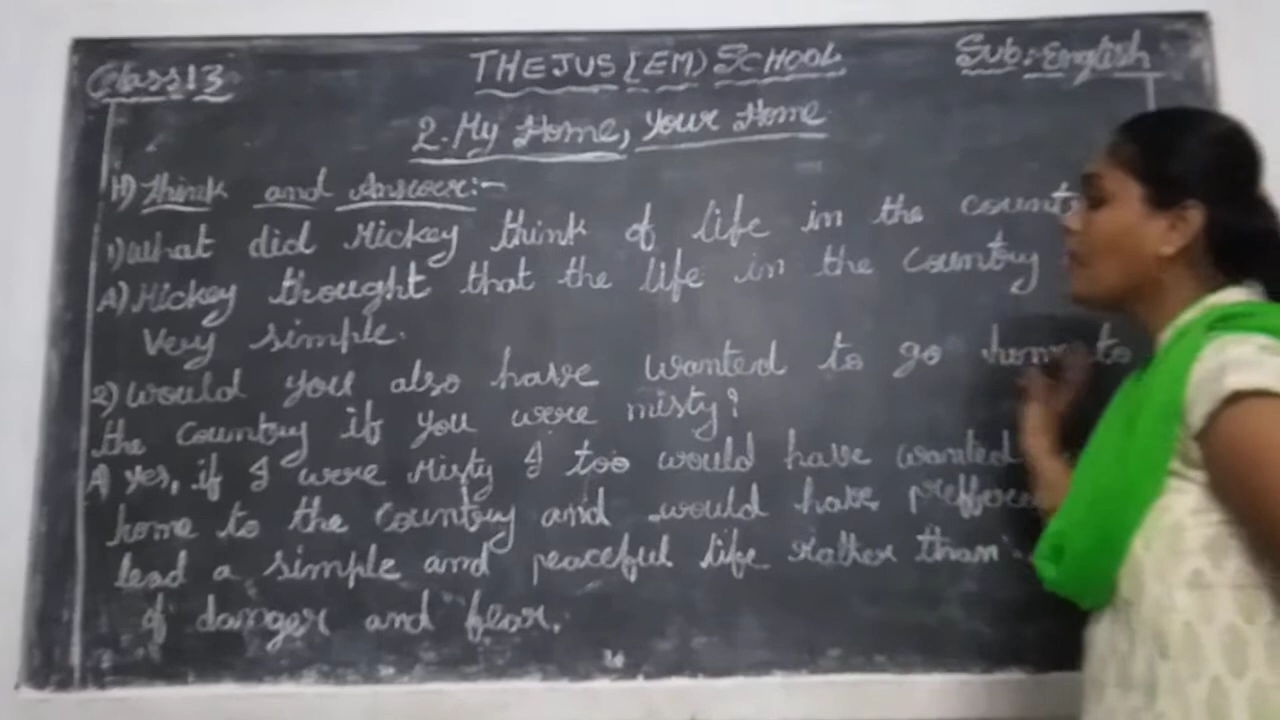 Class:3
THEJUS (EM) SCHOOL
Sub:English
2. My Home, Your Home
H) Think and Answer:-
1) What did Mickey think of life in the
A) Mickey thought that the life in the country
very simple.
2) Would you also have wanted to go home to
the country if you were misty?
A) Yes, if I were Misty I too would have wanted
home to the country and would have
lead a simple and peaceful life rather than
of danger and fear.